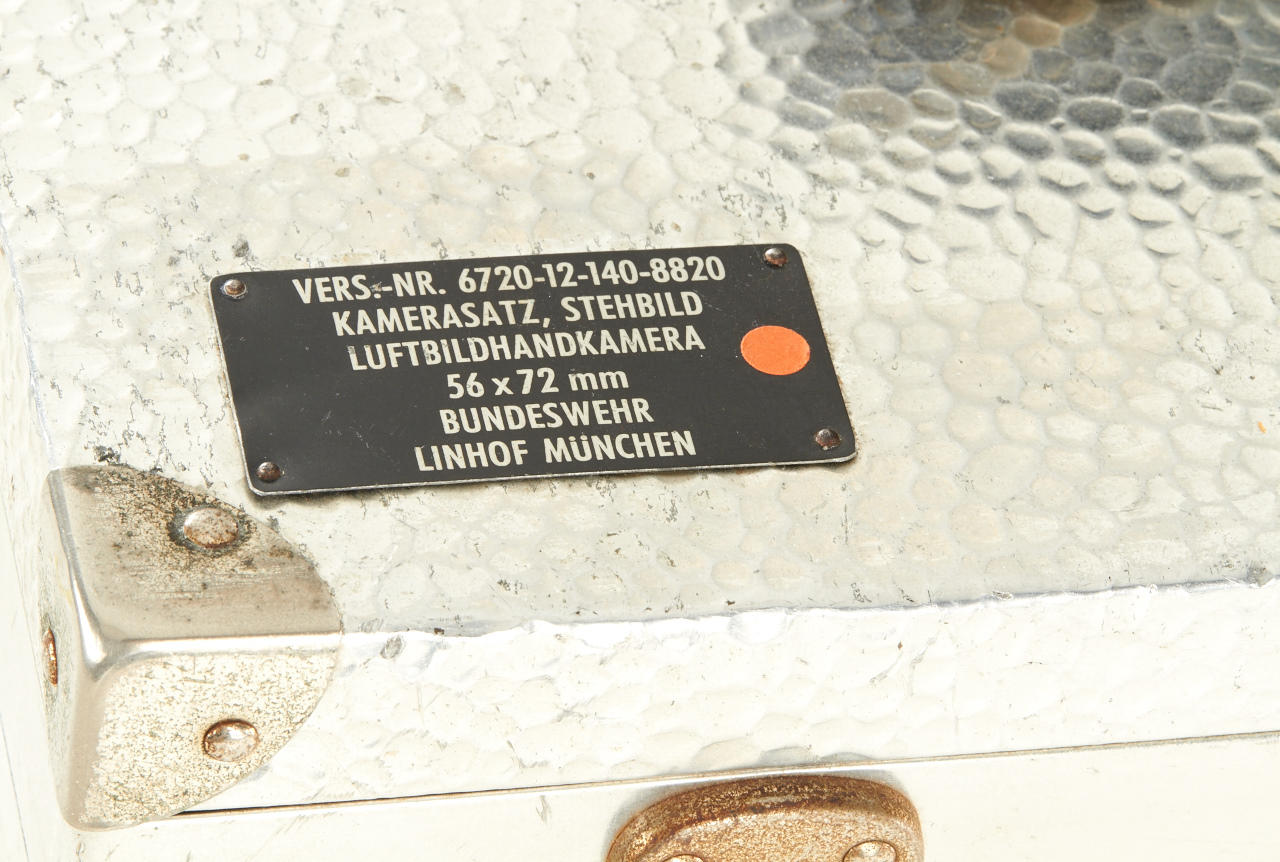 VERS.-NR. 6720-12-140-8820
KAMERASATZ, STEHBILD
LUFTBILDHANDKAMERA
56 x 72 mm
BUNDESWEHR
LINHOF MÜNCHEN